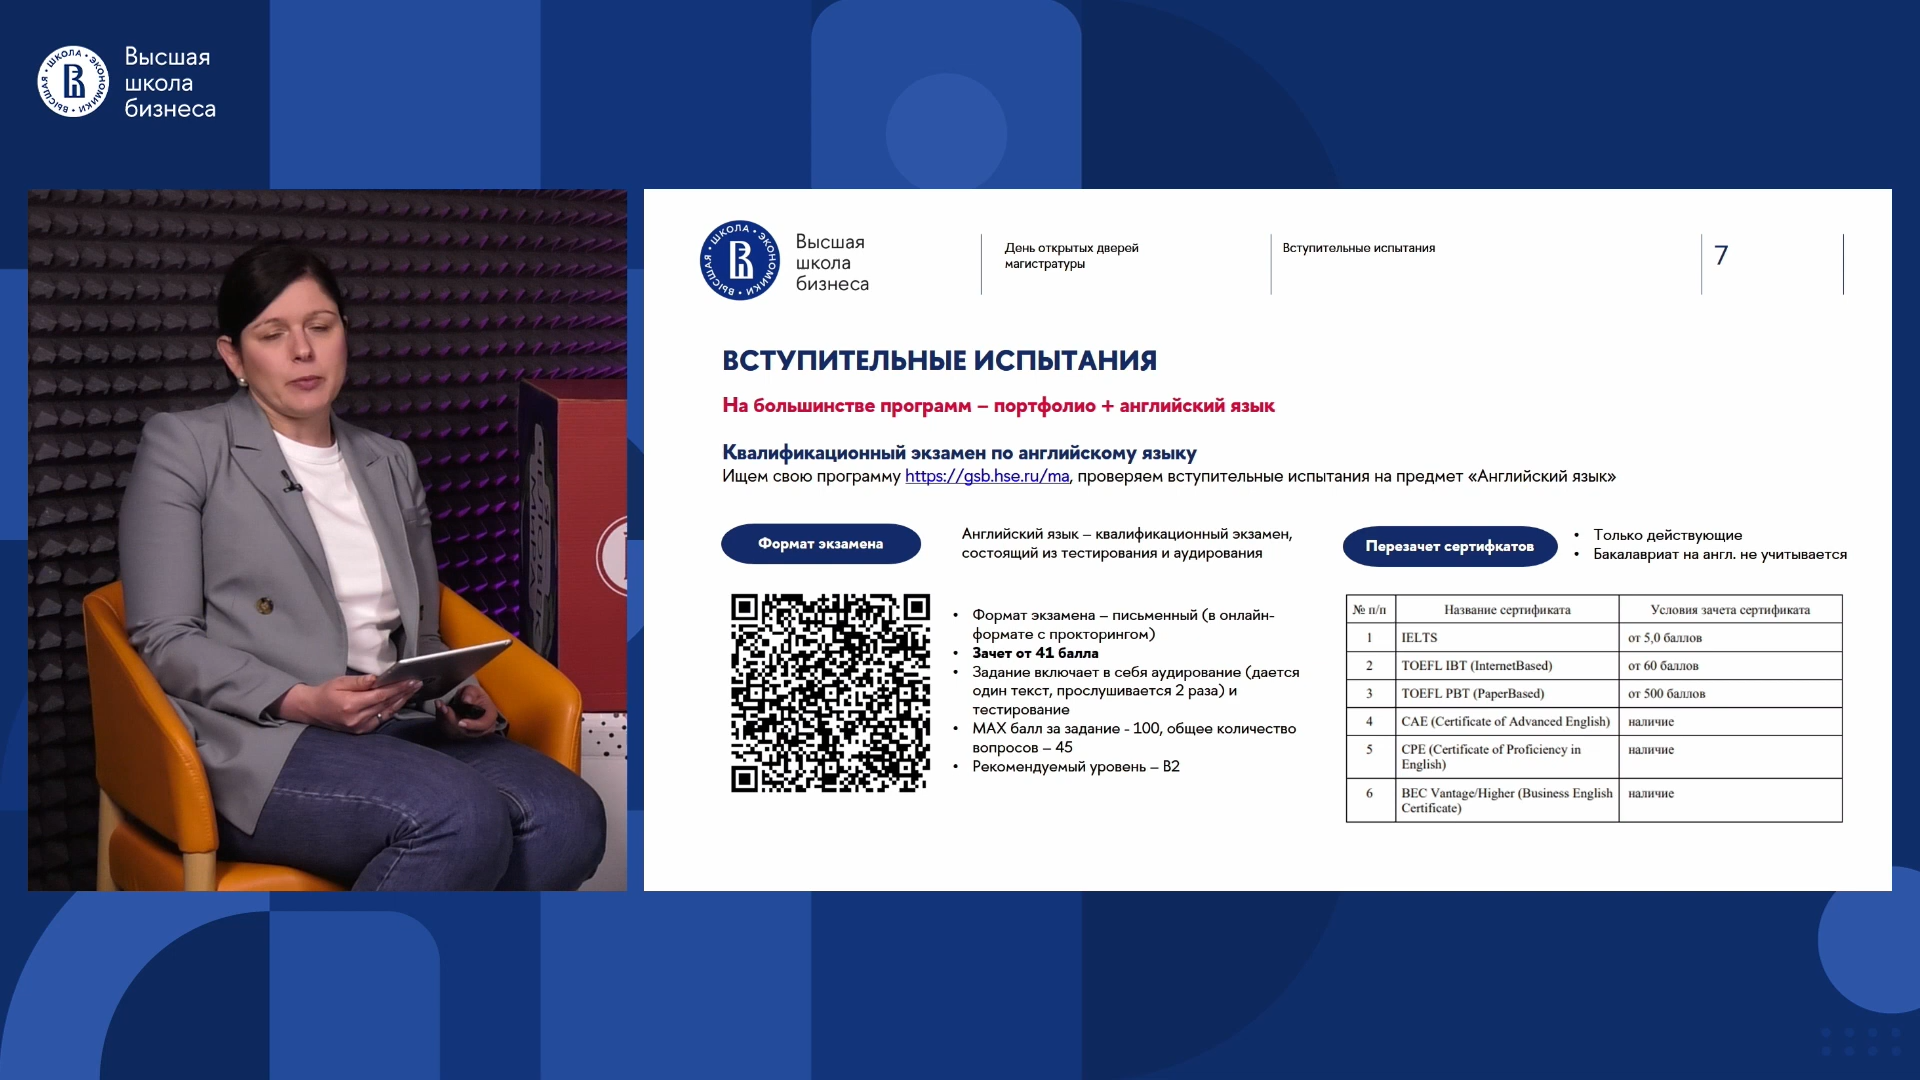 Высшая
школа
бизнеса
ВЫСШАЯ • ШКОЛА • ЭКОНОМИКИ •
ВЫСШАЯ • ШКОЛА • ЭКОНОМИКИ •
Высшая
школа
бизнеса
День открытых дверей
магистратуры
Вступительные испытания
7
ВСТУПИТЕЛЬНЫЕ ИСПЫТАНИЯ
На большинстве программ – портфолио + английский язык
Квалификационный экзамен по английскому языку
Ищем свою программу https://gsb.hse.ru/ma, проверяем вступительные испытания на предмет «Английский язык»
Формат экзамена
Английский язык – квалификационный экзамен,
состоящий из тестирования и аудирования
• Формат экзамена – письменный (в онлайн-
формате с прокторингом)
• Зачет от 41 балла
• Задание включает в себя аудирование (дается
один текст, прослушивается 2 раза) и
тестирование
• MAX балл за задание - 100, общее количество
вопросов – 45
• Рекомендуемый уровень – B2
Перезачет сертифкатов
• Только действующие
• Бакалавриат на англ. не учитывается
№ п/п Название сертификата Условия зачета сертификата
1 IELTS от 5,0 баллов
2 TOEFL IBT (InternetBased) от 60 баллов
3 TOEFL PBT (PaperBased) от 500 баллов
4 CAE (Certificate of Advanced English) наличие
5 CPE (Certificate of Proficiency in наличие
English)
6 BEC Vantage/Higher (Business English наличие
Certificate)